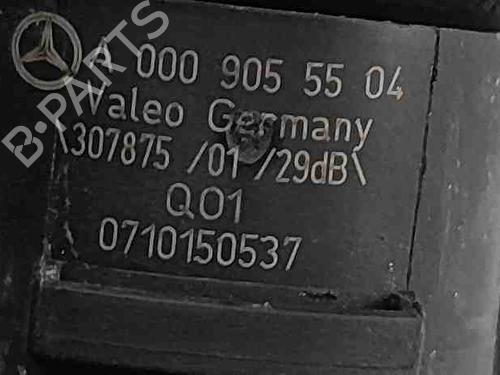 A 000 905 55 04
Valeo Germany
\307875 /01 /29dB\
Q01
0710150537
B-PARTS